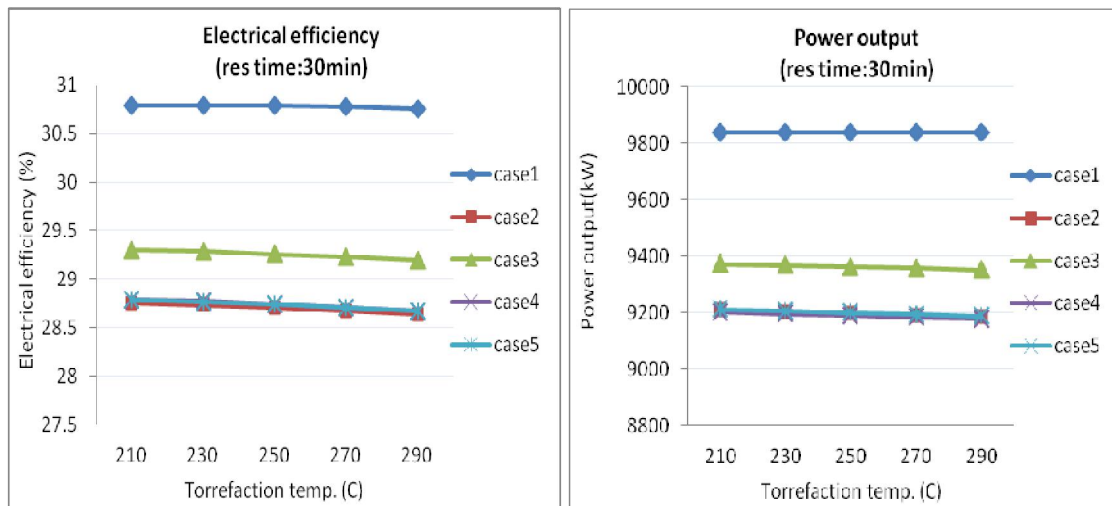 Electrical efficiency
(res time:30min)
31
30.5
30
29.5
29
28.5
28
27.5
Electrical efficiency (%)
210 230 250 270 290
Torrefaction temp. (C)
case1
case2
case3
case4
case5
Power output
(res time:30min)
10000
9800
9600
9400
9200
9000
8800
Power output(kW)
210 230 250 270 290
Torrefaction temp. (C)
case1
case2
case3
case4
case5